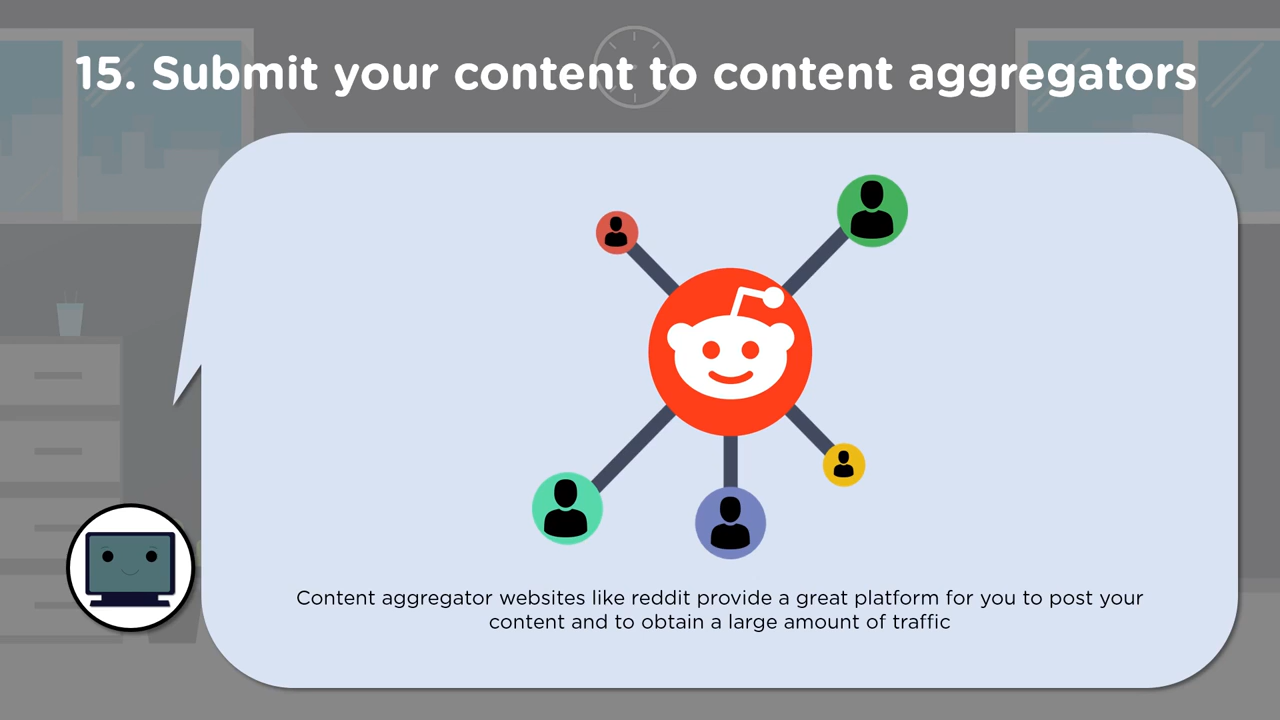 15. Submit your content to content aggregators
Content aggregator websites like reddit provide a great platform for you to post your
content and to obtain a large amount of traffic